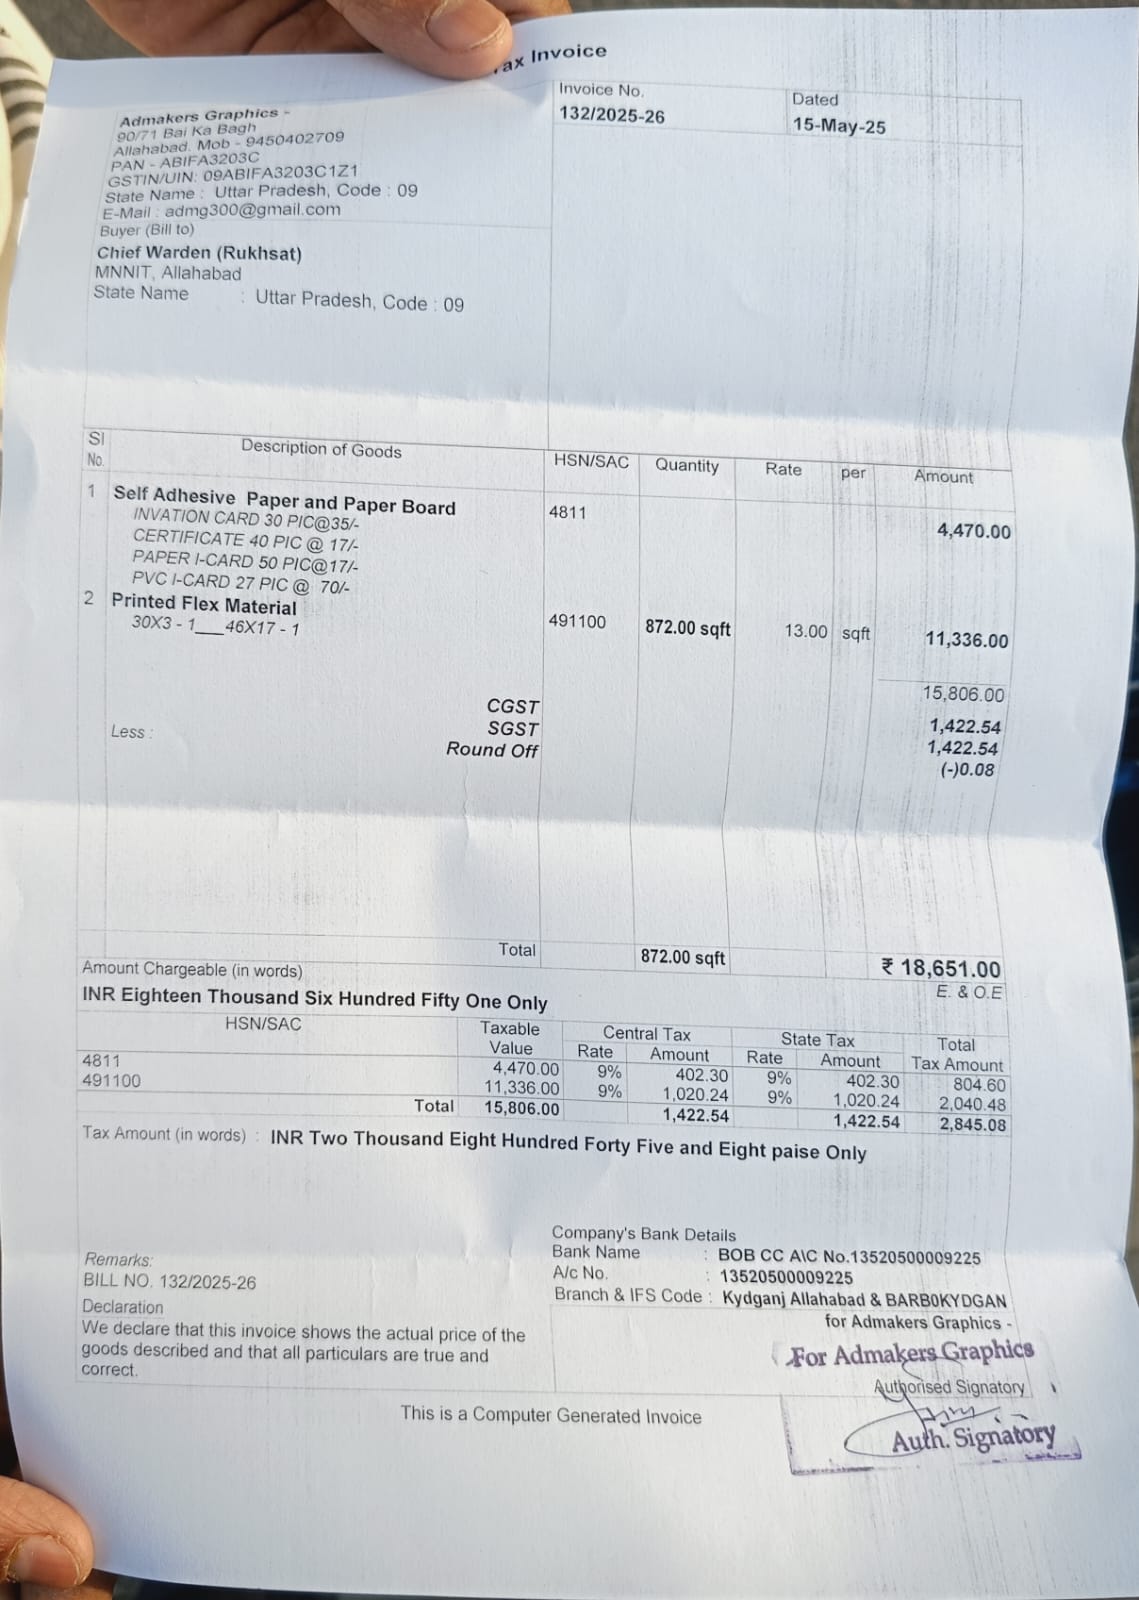 Tax Invoice
Admakers Graphics -
90/71 Bai Ka Bagh
Allahabad. Mob - 9450402709
PAN - ABIFA3203C
GSTIN/UIN: 09ABIFA3203C1Z1
State Name : Uttar Pradesh, Code : 09
E-Mail : admg300@gmail.com
Invoice No. Dated
132/2025-26 15-May-25
Buyer (Bill to)
Chief Warden (Rukhsat)
MNNIT, Allahabad
State Name : Uttar Pradesh, Code : 09
Sl No. Description of Goods HSN/SAC Quantity Rate per Amount
1 Self Adhesive Paper and Paper Board 4811 4,470.00
INVATION CARD 30 PIC@35/-
CERTIFICATE 40 PIC @ 17/-
PAPER I-CARD 50 PIC@17/-
PVC I-CARD 27 PIC @ 70/-
2 Printed Flex Material 491100 872.00 sqft 13.00 sqft 11,336.00
30X3 - 1___46X17 - 1
15,806.00
CGST 1,422.54
SGST 1,422.54
Less : Round Off (-)0.08
Total 872.00 sqft ₹ 18,651.00
Amount Chargeable (in words) E. & O.E
INR Eighteen Thousand Six Hundred Fifty One Only
HSN/SAC Taxable Value Central Tax State Tax Total Tax Amount
Rate Amount Rate Amount
4811 4,470.00 9% 402.30 9% 402.30 804.60
491100 11,336.00 9% 1,020.24 9% 1,020.24 2,040.48
Total 15,806.00 1,422.54 1,422.54 2,845.08
Tax Amount (in words) : INR Two Thousand Eight Hundred Forty Five and Eight paise Only
Remarks:
BILL NO. 132/2025-26
Declaration
We declare that this invoice shows the actual price of the
goods described and that all particulars are true and
correct.
Company's Bank Details
Bank Name : BOB CC A\C No.13520500009225
A/c No. : 13520500009225
Branch & IFS Code : Kydganj Allahabad & BARB0KYDGAN
for Admakers Graphics -
For Admakers Graphics
Authorised Signatory
Auth. Signatory
This is a Computer Generated Invoice